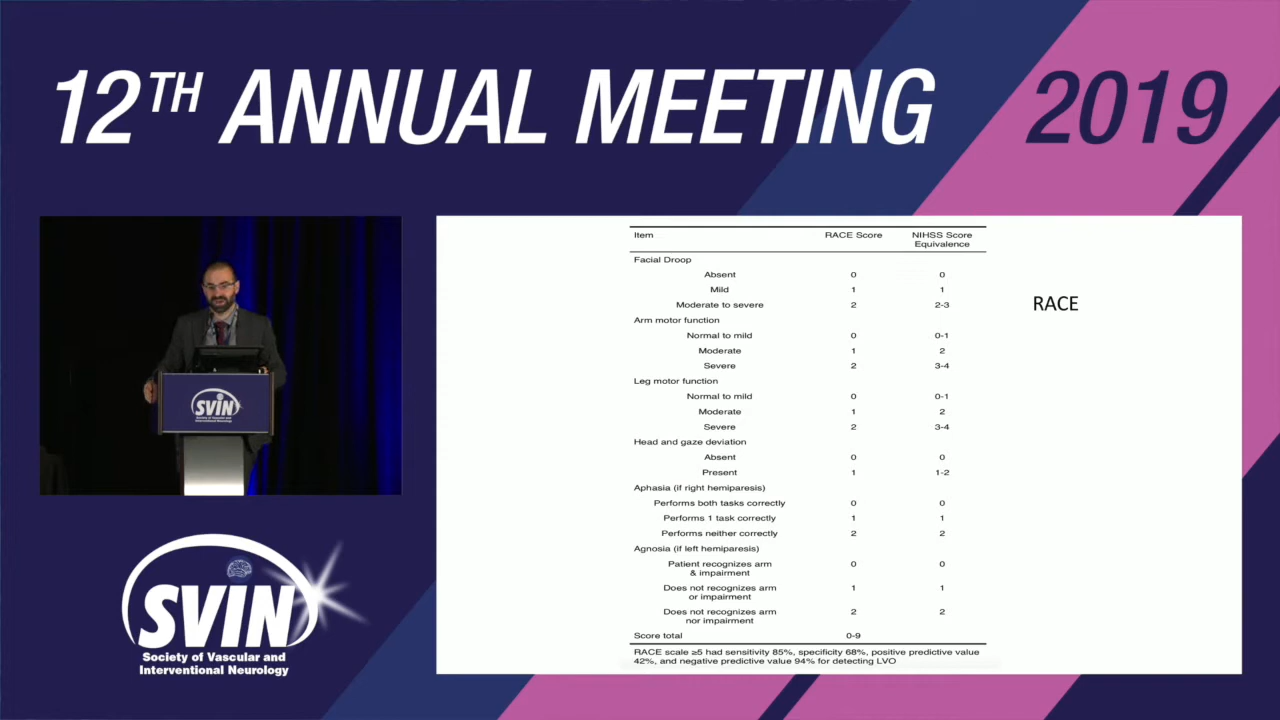 12TH ANNUAL MEETING 2019
SVIN
Society of Vascular and
Interventional Neurology
SVIN
Society of Vascular and
Interventional Neurology
Item RACE Score NIHSS Score
Equivalence
Facial Droop
Absent 0 0
Mild 1 1
Moderate to severe 2 2-3
Arm motor function
Normal to mild 0 0-1
Moderate 1 2
Severe 2 3-4
Leg motor function
Normal to mild 0 0-1
Moderate 1 2
Severe 2 3-4
Head and gaze deviation
Absent 0 0
Present 1 1-2
Aphasia (if right hemiparesis)
Performs both tasks correctly 0 0
Performs 1 task correctly 1 1
Performs neither correctly 2 2
Agnosia (if left hemiparesis)
Patient recognizes arm
& impairment 0 0
Does not recognizes arm
or impairment 1 1
Does not recognizes arm
nor impairment 2 2
Score total 0-9
RACE scale ≥5 had sensitivity 85%, specificity 68%, positive predictive value
42%, and negative predictive value 94% for detecting LVO
RACE